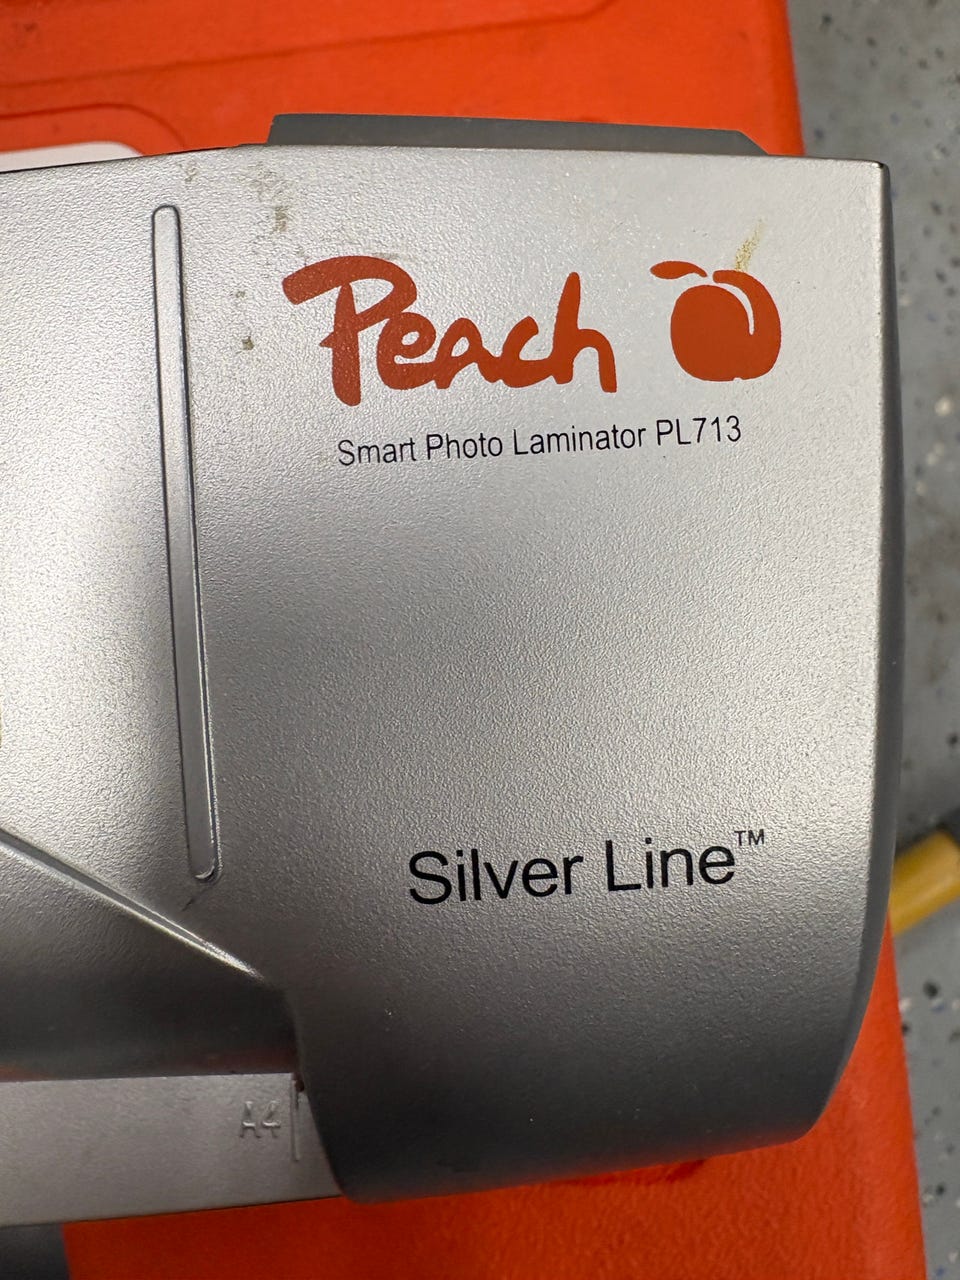 Peach
Smart Photo Laminator PL713
Silver Line™
A4